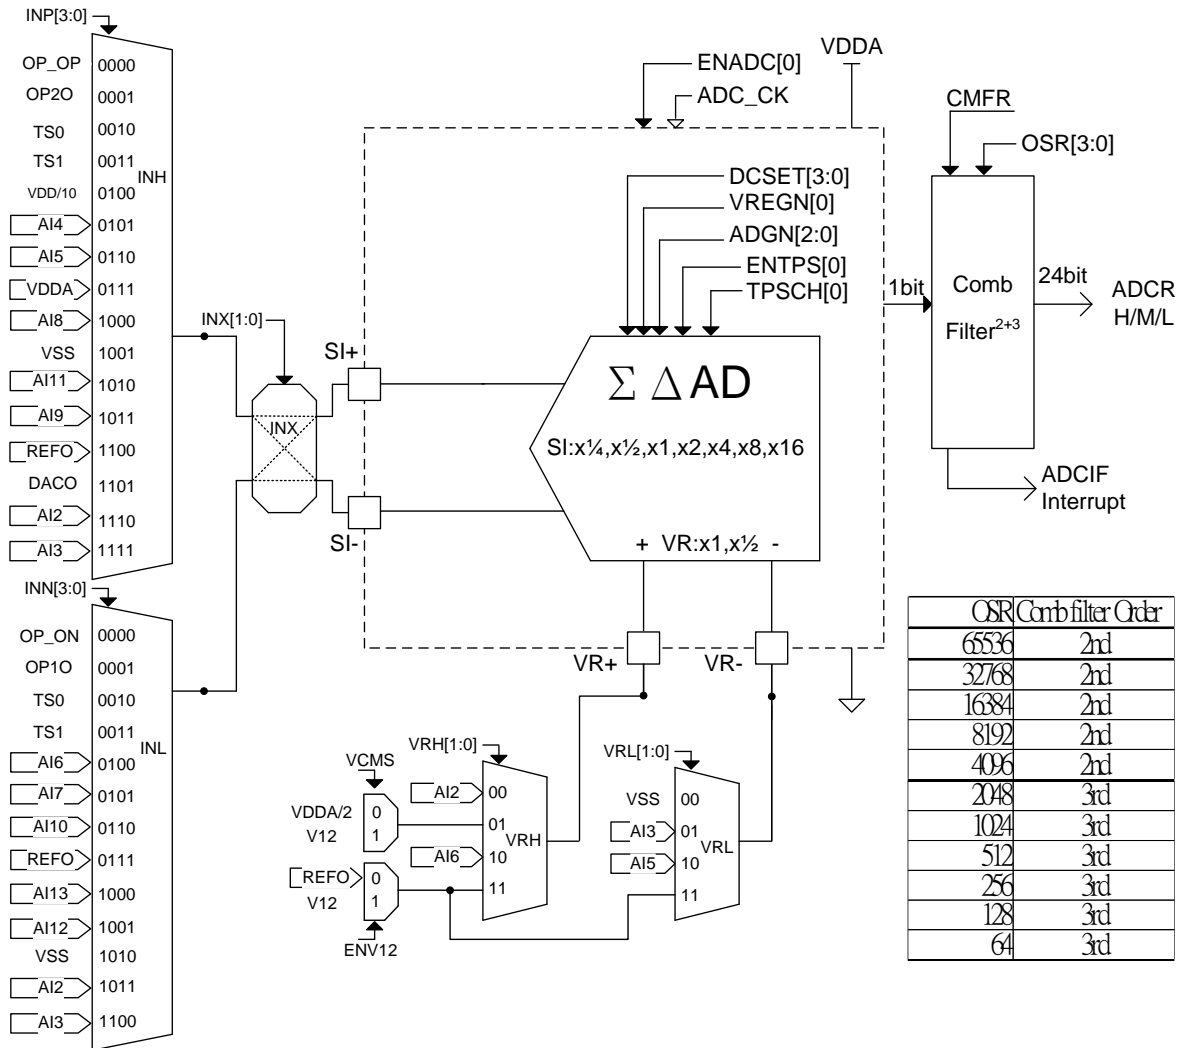 INP[3:0]
OP_OP 0000
OP2O 0001
TS0 0010
TS1 0011
INH
VDD/10 0100
AI4 0101
AI5 0110
VDDA 0111
AI8 1000
VSS 1001
AI11 1010
AI9 1011
REFO 1100
DACO 1101
AI2 1110
AI3 1111
INN[3:0]
OP_ON 0000
OP1O 0001
TS0 0010
TS1 0011
INL
AI6 0100
AI7 0101
AI10 0110
REFO 0111
AI13 1000
AI12 1001
VSS 1010
AI2 1011
AI3 1100
INX[1:0]
INX
SI+
SI-
ENADC[0]
ADC_CK
VDDA
DCSET[3:0]
VREGN[0]
ADGN[2:0]
ENTPS[0]
TPSCH[0]
Σ Δ AD
SI:x¼,x½,x1,x2,x4,x8,x16
+ VR:x1,x½ -
VR+
VR-
CMFR
OSR[3:0]
1bit
Comb
Filter2+3
24bit
ADCR
H/M/L
ADCIF
Interrupt
VRH[1:0]
VCMS
VDDA/2 0
V12 1
REFO 0
V12 1
ENV12
AI2 00
01
VRH
AI6 10
11
VRL[1:0]
VSS 00
AI3 01
VRL
AI5 10
11
OSR Comb filter Order
65536 2nd
32768 2nd
16384 2nd
8192 2nd
4096 2nd
2048 3rd
1024 3rd
512 3rd
256 3rd
128 3rd
64 3rd